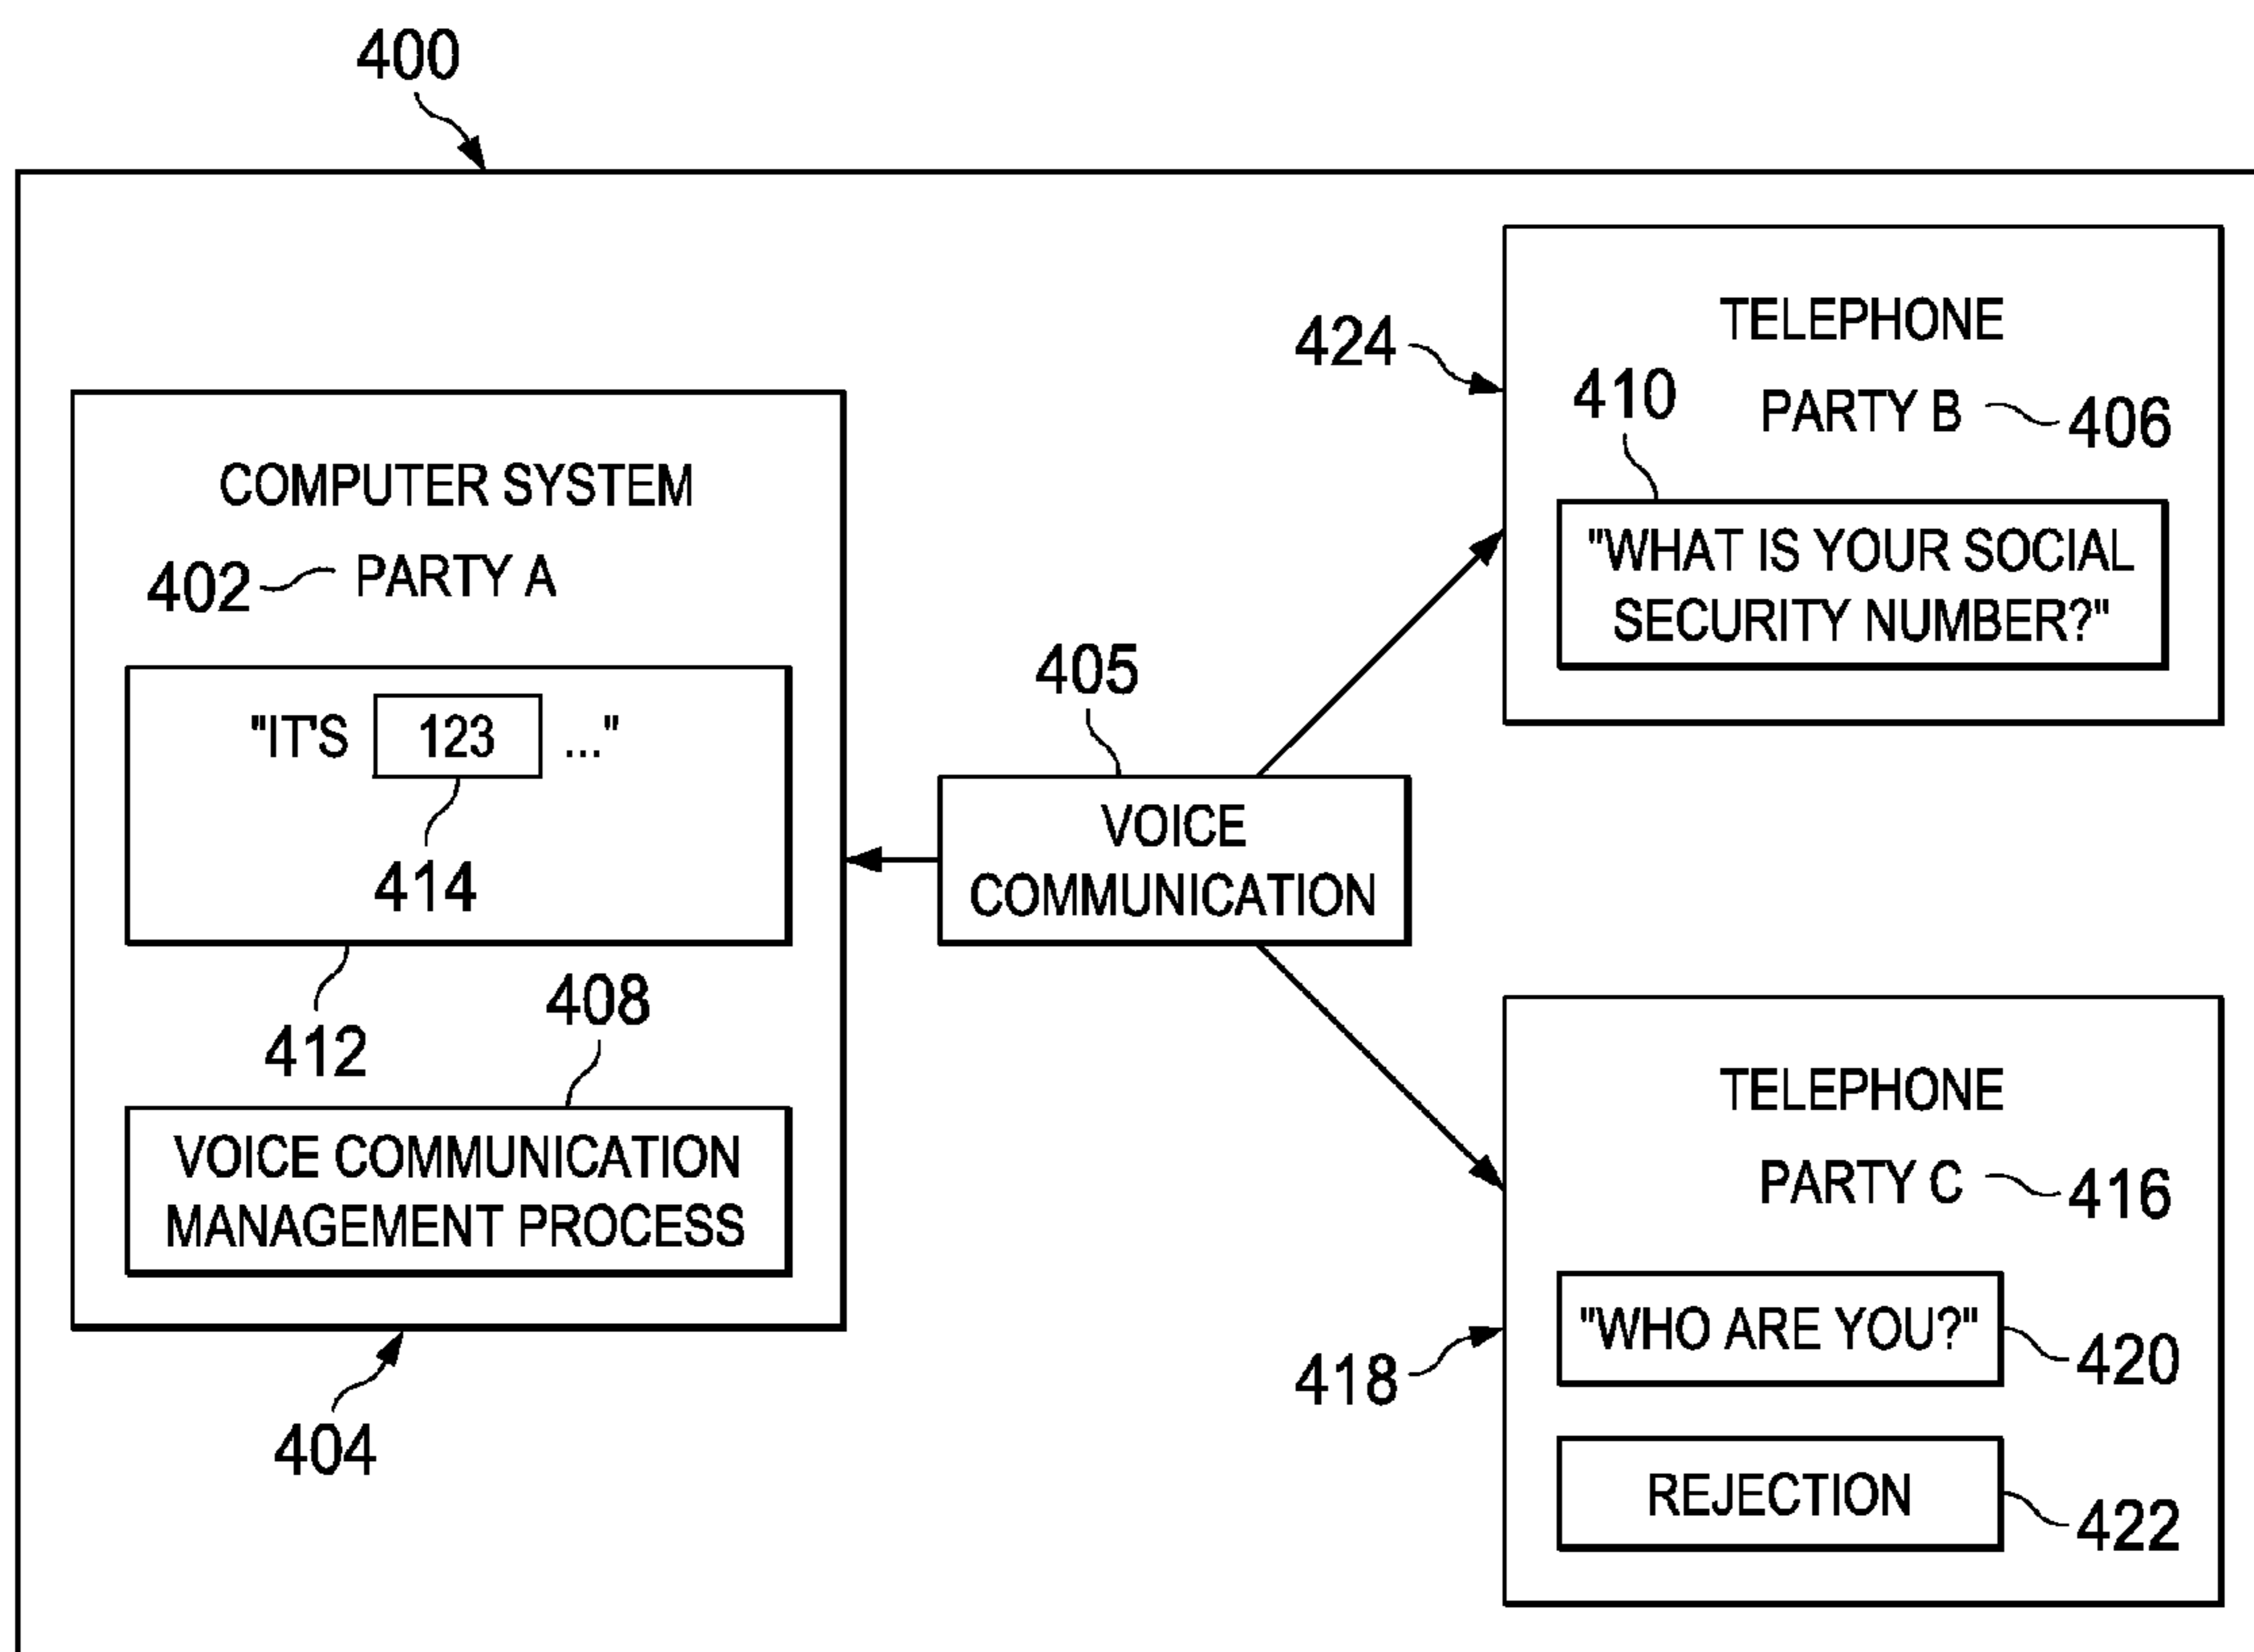 400
COMPUTER SYSTEM
402 PARTY A
"IT'S 123 ..."
414
412
408
VOICE COMMUNICATION
MANAGEMENT PROCESS
404
405
VOICE
COMMUNICATION
424
TELEPHONE
PARTY B 406
410
"WHAT IS YOUR SOCIAL
SECURITY NUMBER?"
TELEPHONE
PARTY C 416
418
"WHO ARE YOU?" 420
REJECTION 422